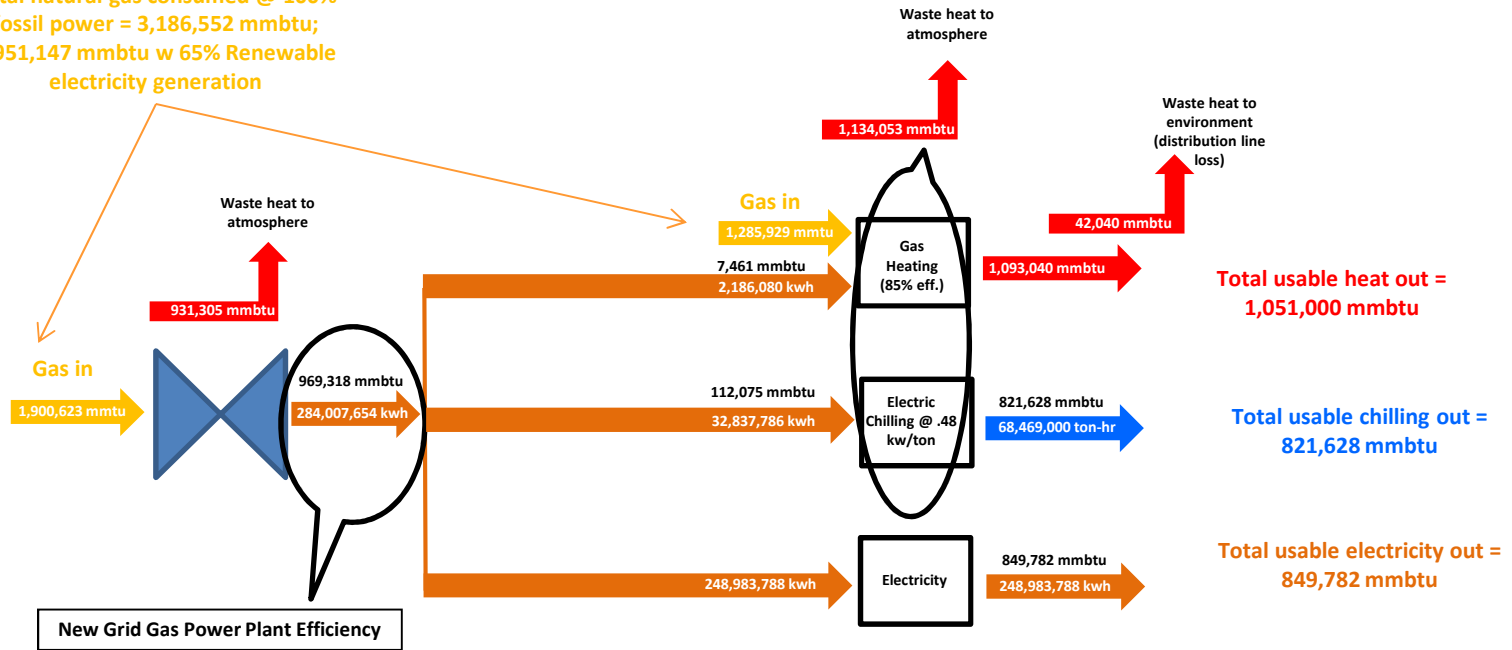 natural gas consumed @
power = 3,186,552 mmbtu;
951,147 mmbtu w 65% Renewable
electricity generation
Waste heat to
atmosphere
1,134,053 mmbtu
Waste heat to
environment
(distribution line
loss)
42,040 mmbtu
Waste heat to
atmosphere
931,305 mmbtu
Gas in
1,285,929 mmtu
7,461 mmbtu
2,186,080 kwh
Gas
Heating
(85% eff.)
1,093,040 mmbtu
Total usable heat out =
1,051,000 mmbtu
Gas in
1,900,623 mmtu
969,318 mmbtu
284,007,654 kwh
112,075 mmbtu
32,837,786 kwh
Electric
Chilling @ .48
kw/ton
821,628 mmbtu
68,469,000 ton-hr
Total usable chilling out =
821,628 mmbtu
248,983,788 kwh
Electricity
849,782 mmbtu
248,983,788 kwh
Total usable electricity out =
849,782 mmbtu
New Grid Gas Power Plant Efficiency